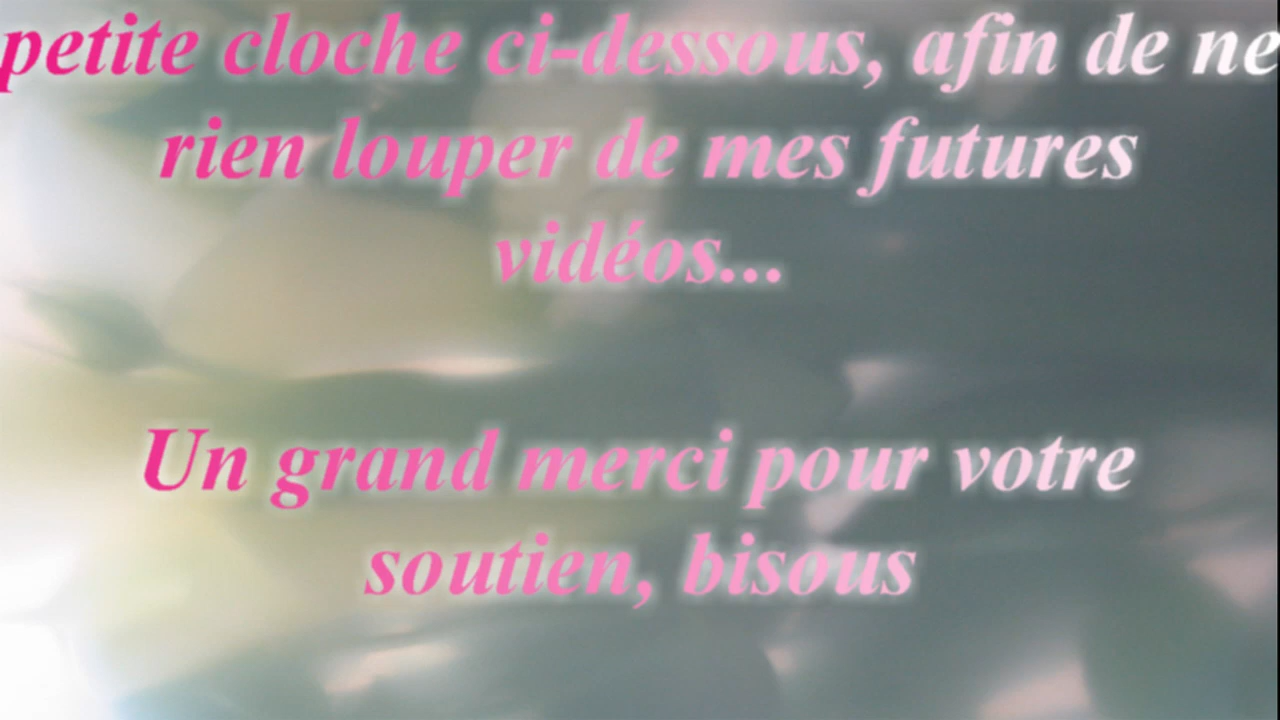 petite cloche ci-dessous, afin de ne
rien louper de mes futures
vidéos...
Un grand merci pour votre
soutien, bisous